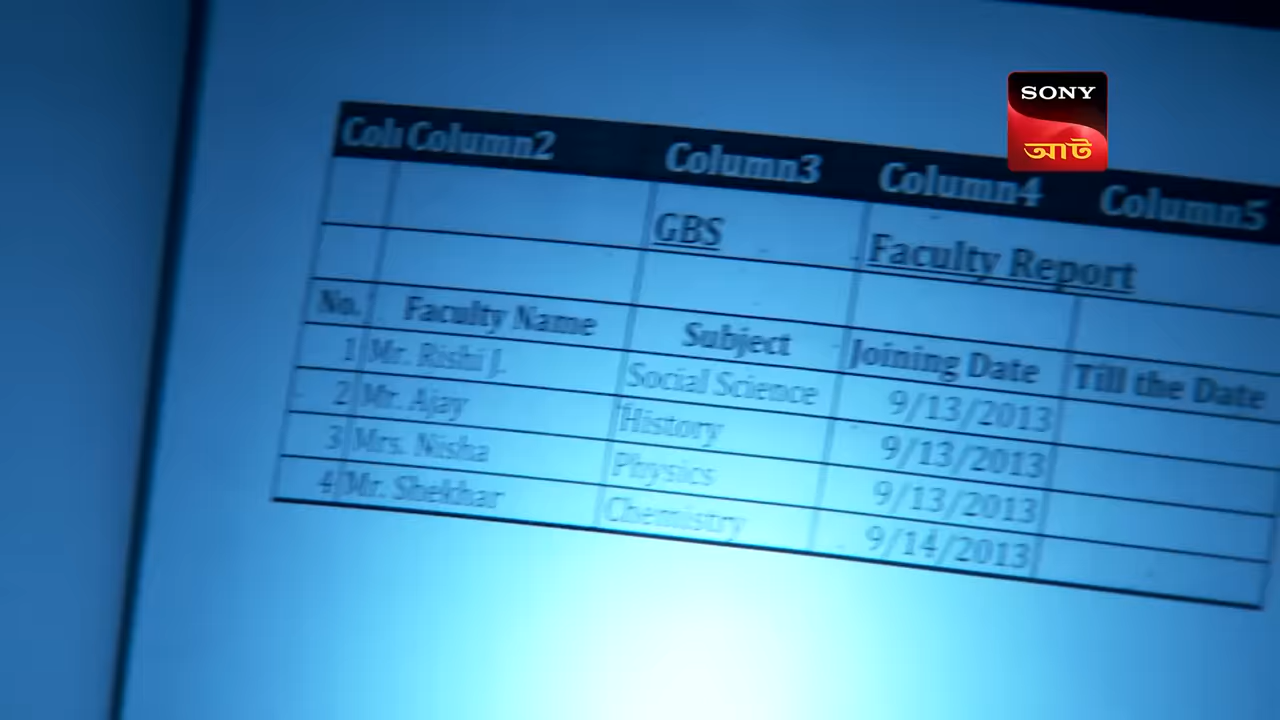 SONY
আট
Col Column2 Column3 Column4 Column5
GBS Faculty Report
No. Faculty Name Subject Joining Date Till the Date
1 Mr. Rishi J. Social Science 9/13/2013
2 Mr. Ajay History 9/13/2013
3 Mrs. Nisha Physics 9/13/2013
4 Mr. Shekhar Chemistry 9/14/2013